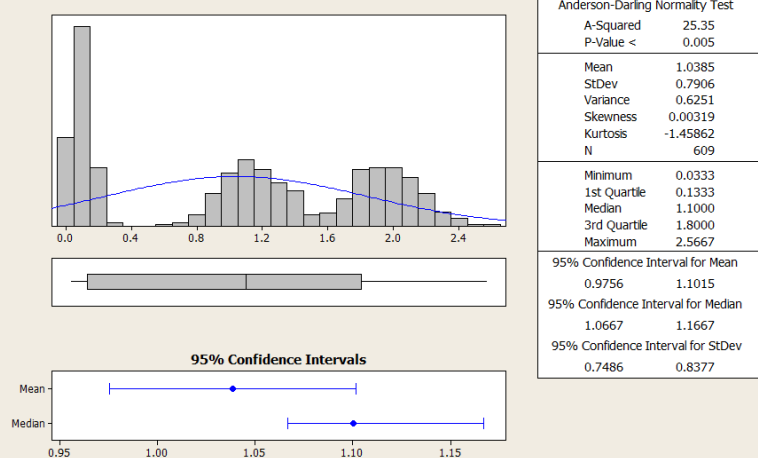 Anderson-Darling Normality Test
A-Squared 25.35
P-Value < 0.005
Mean 1.0385
StDev 0.7906
Variance 0.6251
Skewness 0.00319
Kurtosis -1.45862
N 609
Minimum 0.0333
1st Quartile 0.1333
Median 1.1000
3rd Quartile 1.8000
Maximum 2.5667
95% Confidence Interval for Mean
0.9756 1.1015
95% Confidence Interval for Median
1.0667 1.1667
95% Confidence Interval for StDev
0.7486 0.8377
0.0 0.4 0.8 1.2 1.6 2.0 2.4
95% Confidence Intervals
Mean
Median
0.95 1.00 1.05 1.10 1.15